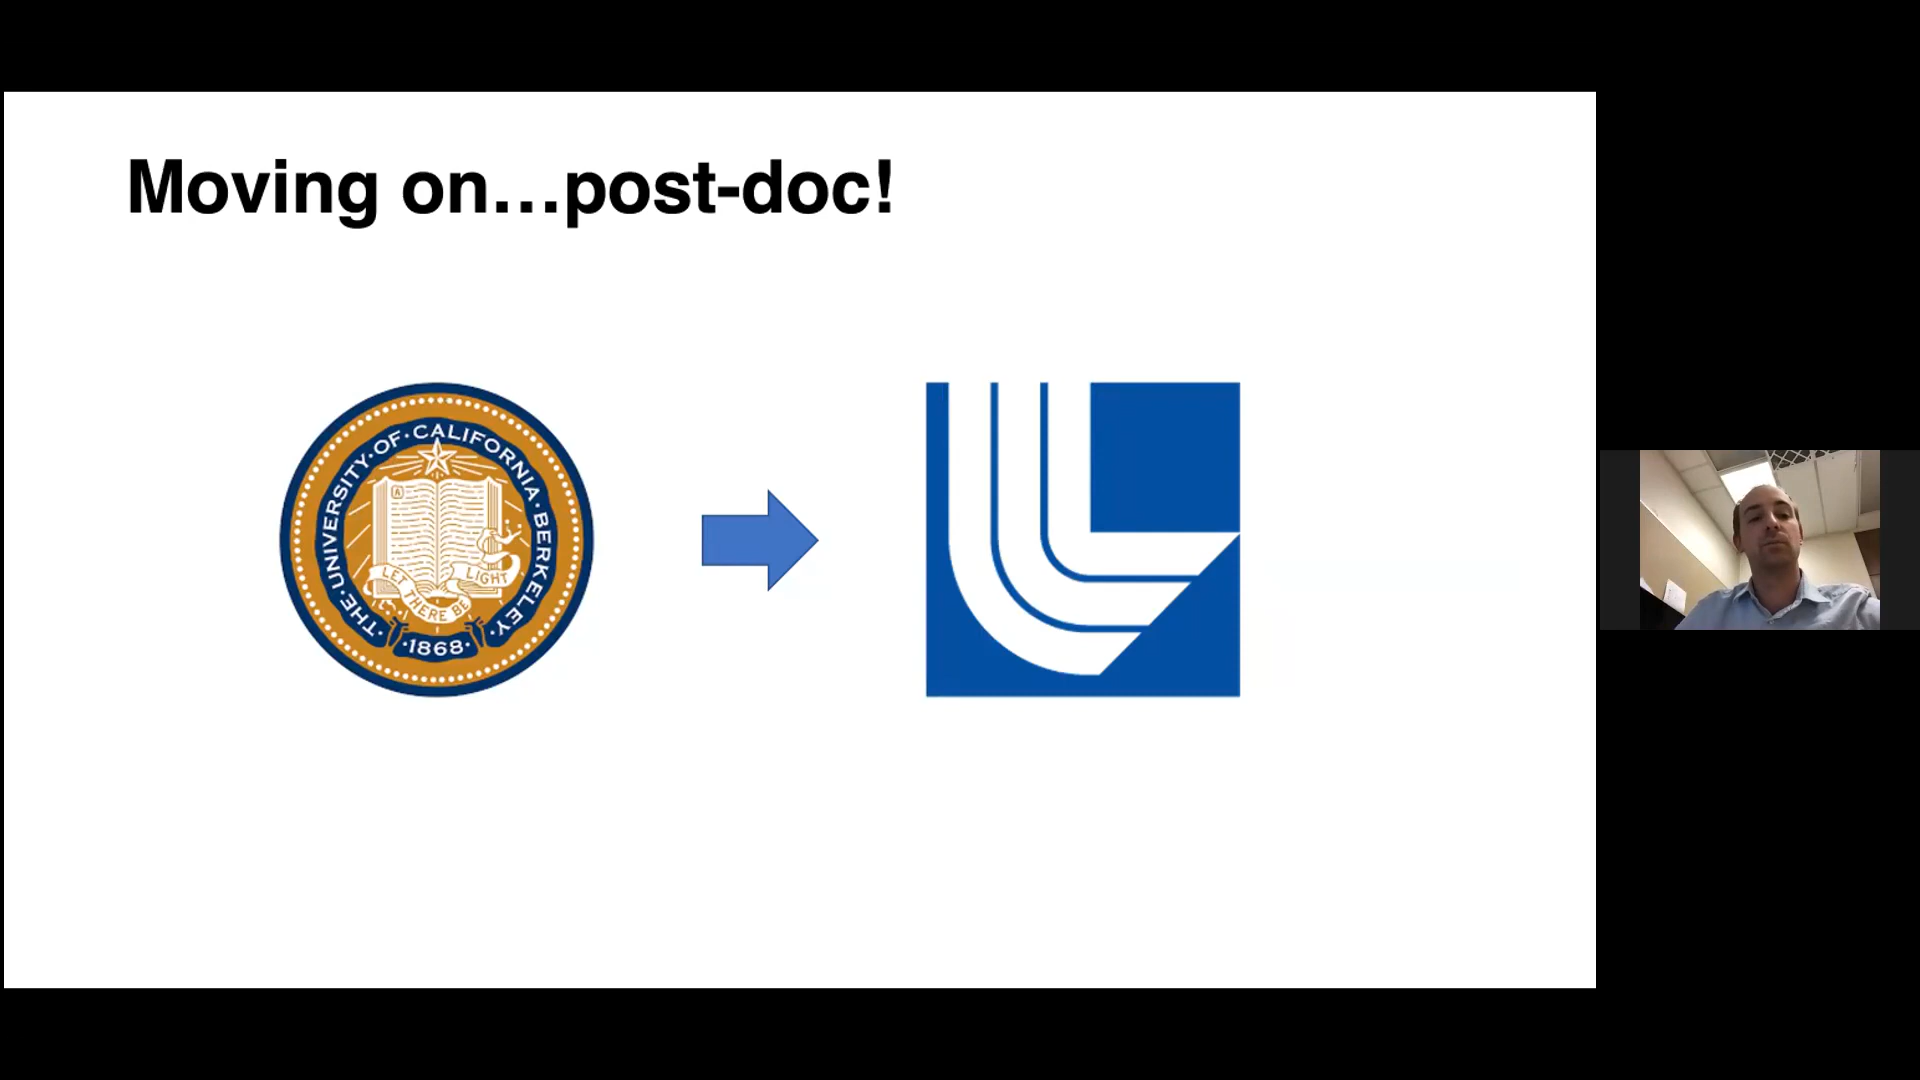 Moving on…post-doc!
THE·UNIVERSITY·OF·CALIFORNIA·BERKELEY·
·1868·
A
LET THERE BE LIGHT